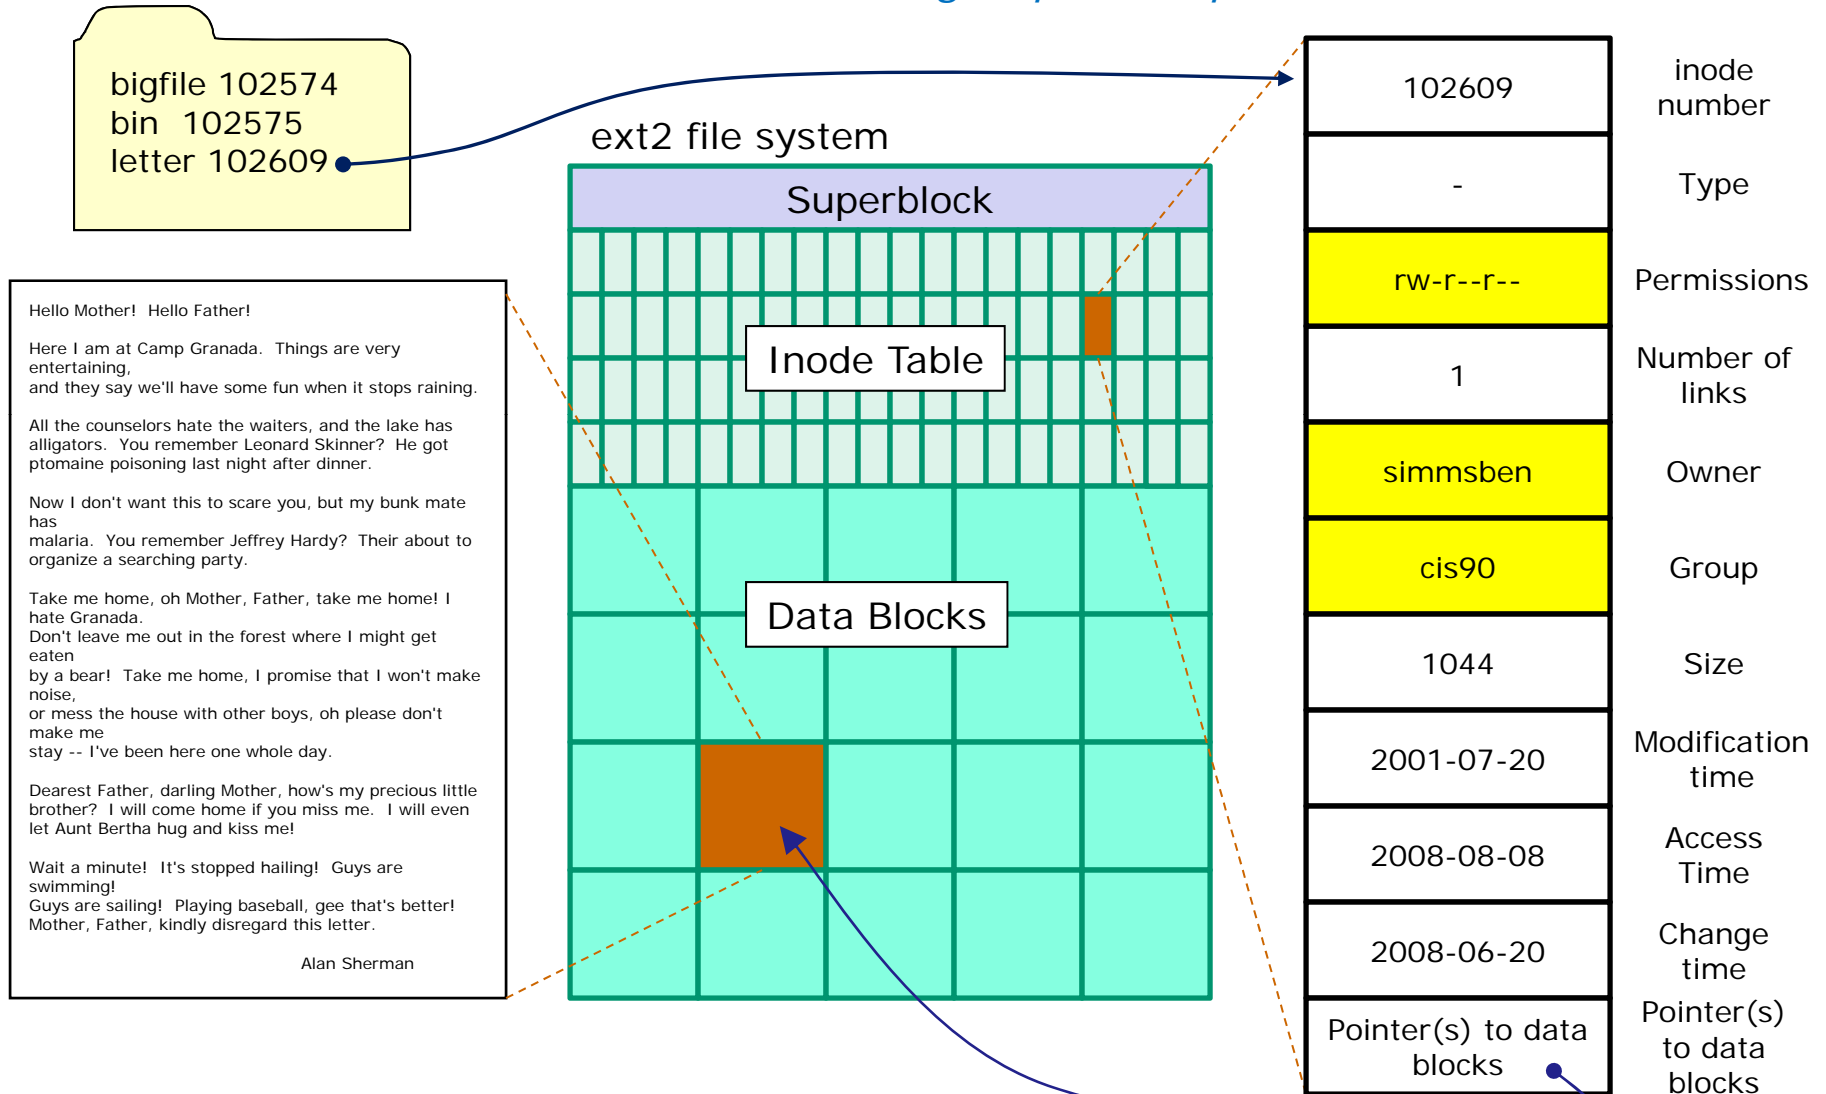 bigfile 102574
bin 102575
letter 102609
ext2 file system
Superblock
Inode Table
Data Blocks
Hello Mother! Hello Father!
Here I am at Camp Granada. Things are very
entertaining,
and they say we'll have some fun when it stops raining.
All the counselors hate the waiters, and the lake has
alligators. You remember Leonard Skinner? He got
ptomaine poisoning last night after dinner.
Now I don't want this to scare you, but my bunk mate
has
malaria. You remember Jeffrey Hardy? Their about to
organize a searching party.
Take me home, oh Mother, Father, take me home! I
hate Granada.
Don't leave me out in the forest where I might get
eaten
by a bear! Take me home, I promise that I won't make
noise,
or mess the house with other boys, oh please don't
make me
stay -- I've been here one whole day.
Dearest Father, darling Mother, how's my precious little
brother? I will come home if you miss me. I will even
let Aunt Bertha hug and kiss me!
Wait a minute! It's stopped hailing! Guys are
swimming!
Guys are sailing! Playing baseball, gee that's better!
Mother, Father, kindly disregard this letter.
Alan Sherman
102609
inode
number
-
Type
rw-r--r--
Permissions
1
Number of
links
simmsben
Owner
cis90
Group
1044
Size
2001-07-20
Modification
time
2008-08-08
Access
Time
2008-06-20
Change
time
Pointer(s) to data
blocks
Pointer(s)
to data
blocks